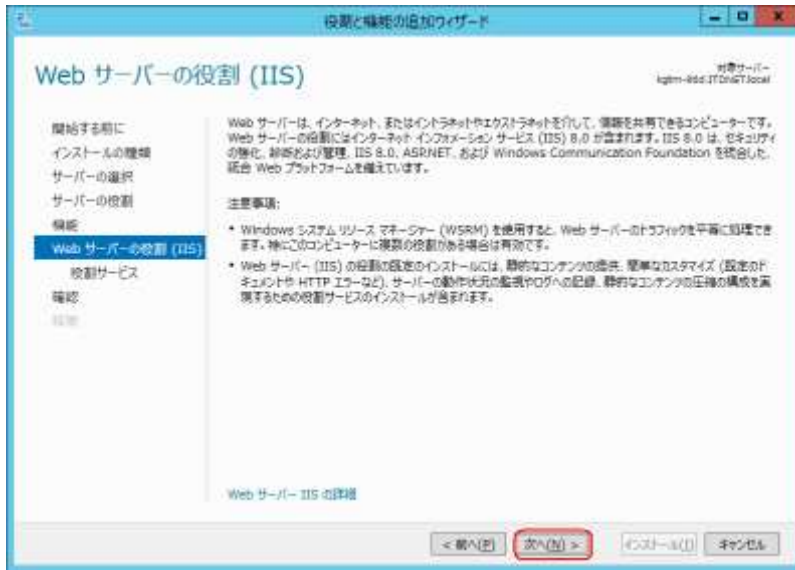 役割と機能の追加ウィザード
Web サーバーの役割 (IIS)
対象サーバー
開始する前に
インストールの種類
サーバーの選択
サーバーの役割
機能
Web サーバーの役割 (IIS)
役割サービス
確認
結果
Web サーバーは、インターネット、またはイントラネットやエクストラネットを介して、情報を共有できるコンピューターです。
Web サーバーの役割にはインターネット インフォメーション サービス (IIS) 8.0 が含まれます。IIS 8.0 は、セキュリティ
の強化、診断および管理、IIS 8.0、ASP.NET、および Windows Communication Foundation を統合した、
統合 Web プラットフォームを備えています。
注意事項:
• Windows システム リソース マネージャー (WSRM) を使用すると、Web サーバーのトラフィックを平等に処理でき
ます。特にこのコンピューターに複数の役割がある場合は有効です。
• Web サーバー (IIS) の役割の既定のインストールには、静的なコンテンツの提供、簡単なカスタマイズ (既定のド
キュメントや HTTP エラーなど)、サーバーの動作状況の監視やログへの記録、静的なコンテンツの圧縮の構成を実
現するための役割サービスのインストールが含まれます。
Web サーバー IIS の詳細
< 前へ(P)
次へ(N) >
インストール(I)
キャンセル